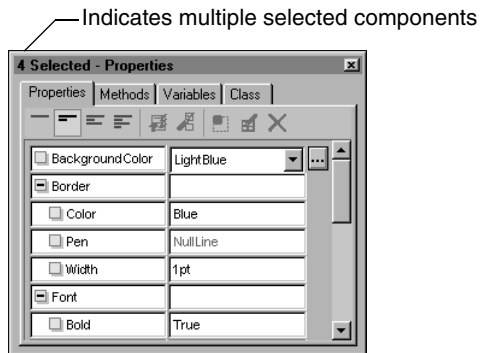 Indicates multiple selected components
4 Selected - Properties
Properties Methods Variables Class
BackgroundColor LightBlue ...
Border
Color Blue
Pen NullLine
Width 1pt
Font
Bold True